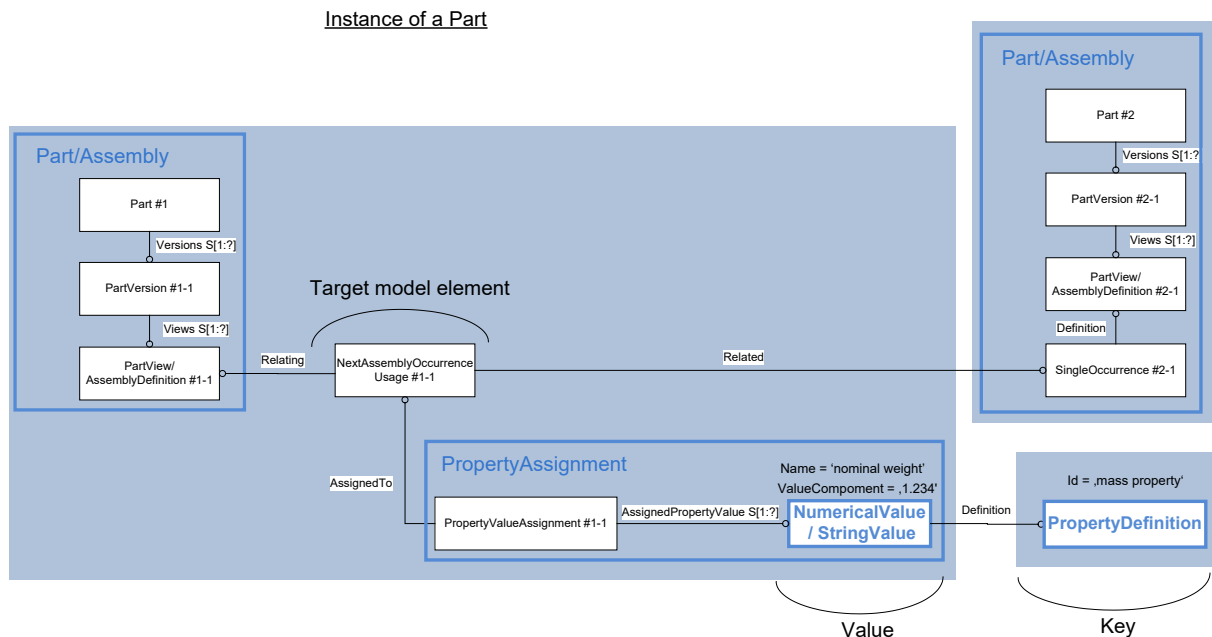 Instance of a Part
Part/Assembly
Part #2
Versions S[1:?
PartVersion #2-1
Views S[1:?]
PartView/
AssemblyDefinition #2-1
Definition
SingleOccurrence #2-1
Part/Assembly
Part #1
Versions S[1:?]
PartVersion #1-1
Views S[1:?]
PartView/
AssemblyDefinition #1-1
Target model element
Relating
NextAssemblyOccurrence
Usage #1-1
Related
AssignedTo
PropertyAssignment
PropertyValueAssignment #1-1
AssignedPropertyValue S[1:?]
Name = ‘nominal weight’
ValueCompoment = ‚1.234'
NumericalValue
/ StringValue
Definition
Id = ‚mass property‘
PropertyDefinition
Value
Key